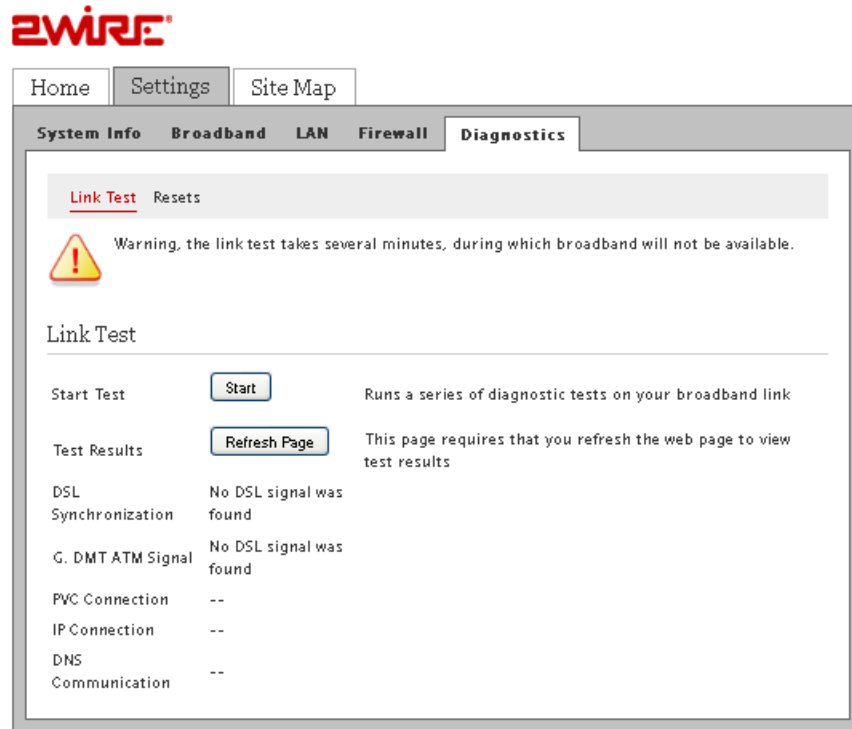 2WIRE®
Home Settings Site Map
System Info Broadband LAN Firewall Diagnostics
Link Test Resets
Warning, the link test takes several minutes, during which broadband will not be available.
Link Test
Start Test Start Runs a series of diagnostic tests on your broadband link
Test Results Refresh Page This page requires that you refresh the web page to view
test results
DSL No DSL signal was
Synchronization found
G. DMT ATM Signal No DSL signal was
found
PVC Connection --
IP Connection --
DNS
Communication --